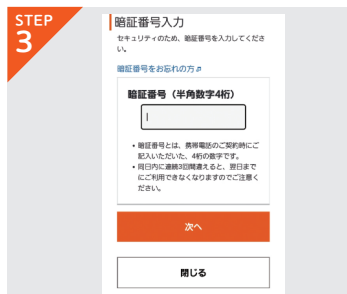 STEP
3
暗証番号入力
セキュリティのため、暗証番号を入力してくださ
い。
暗証番号をお忘れの方
暗証番号（半角数字4桁）
• 暗証番号とは、携帯電話のご契約時にご
記入いただいた、4桁の数字です。
• 同日内に連続3回間違えると、翌日まで
にご利用できなくなりますのでご注意く
ださい。
次へ
閉じる